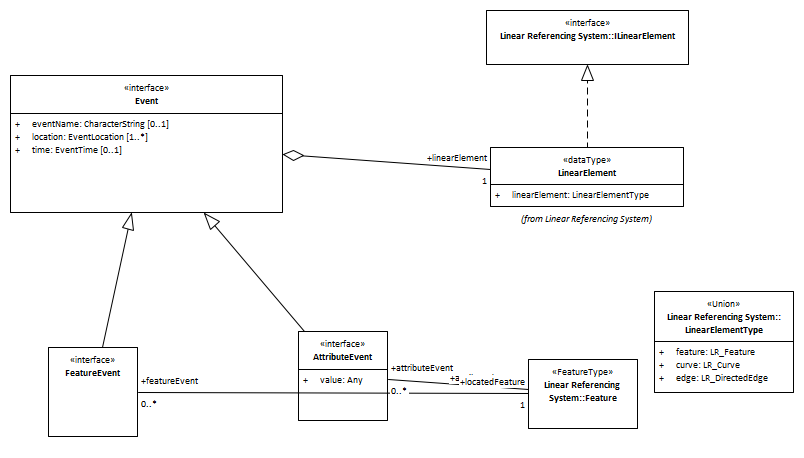 «interface»
Linear Referencing System::ILinearElement
«interface»
Event
+ eventName: CharacterString [0..1]
+ location: EventLocation [1..*]
+ time: EventTime [0..1]
+linearElement
1
«dataType»
LinearElement
+ linearElement: LinearElementType
(from Linear Referencing System)
«Union»
Linear Referencing System::
LinearElementType
+ feature: LR_Feature
+ curve: LR_Curve
+ edge: LR_DirectedEdge
«interface»
FeatureEvent
+featureEvent
0..*
«interface»
AttributeEvent
+ value: Any
+attributeEvent
0..*
+locatedFeature
1
«FeatureType»
Linear Referencing
System::Feature